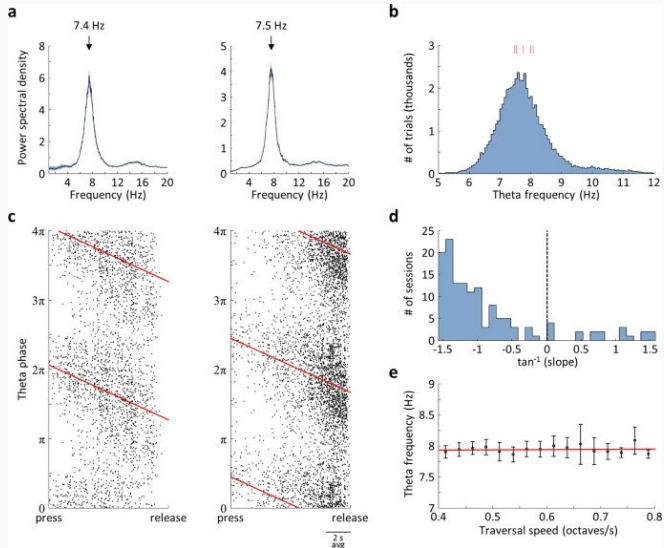 a
7.4 Hz
7.5 Hz
Power spectral density
8
6
4
2
0
4 8 12 16 20
Frequency (Hz)
5
4
3
2
1
0
4 8 12 16 20
Frequency (Hz)
b
# of trials (thousands)
3
2
1
0
5 6 7 8 9 10 11 12
Theta frequency (Hz)
c
Theta phase
4π
3π
2π
π
0
press release
4π
3π
2π
π
0
press release
2 s
avg
d
# of sessions
25
20
15
10
5
0
-1.5 -1 -0.5 0 0.5 1 1.5
tan⁻¹ (slope)
e
Theta frequency (Hz)
9
8.5
8
7.5
7
0.4 0.5 0.6 0.7 0.8
Traversal speed (octaves/s)